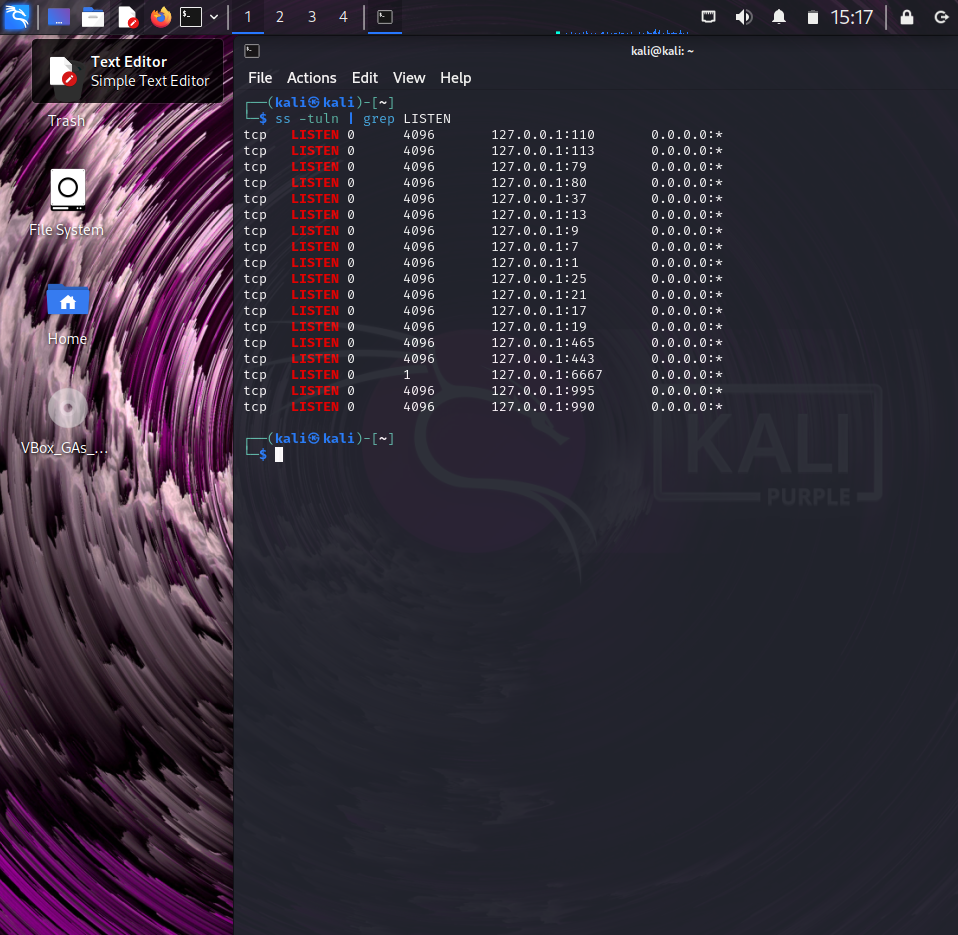 1 2 3 4 15:17
Text Editor
Simple Text Editor
Trash
File System
Home
VBox_GAs_...
kali@kali: ~
File Actions Edit View Help
┌──(kali㉿kali)-[~]
└─$ ss -tuln | grep LISTEN
tcp LISTEN 0 4096 127.0.0.1:110 0.0.0.0:*
tcp LISTEN 0 4096 127.0.0.1:113 0.0.0.0:*
tcp LISTEN 0 4096 127.0.0.1:79 0.0.0.0:*
tcp LISTEN 0 4096 127.0.0.1:80 0.0.0.0:*
tcp LISTEN 0 4096 127.0.0.1:37 0.0.0.0:*
tcp LISTEN 0 4096 127.0.0.1:13 0.0.0.0:*
tcp LISTEN 0 4096 127.0.0.1:9 0.0.0.0:*
tcp LISTEN 0 4096 127.0.0.1:7 0.0.0.0:*
tcp LISTEN 0 4096 127.0.0.1:1 0.0.0.0:*
tcp LISTEN 0 4096 127.0.0.1:25 0.0.0.0:*
tcp LISTEN 0 4096 127.0.0.1:21 0.0.0.0:*
tcp LISTEN 0 4096 127.0.0.1:17 0.0.0.0:*
tcp LISTEN 0 4096 127.0.0.1:19 0.0.0.0:*
tcp LISTEN 0 4096 127.0.0.1:465 0.0.0.0:*
tcp LISTEN 0 4096 127.0.0.1:443 0.0.0.0:*
tcp LISTEN 0 1 127.0.0.1:6667 0.0.0.0:*
tcp LISTEN 0 4096 127.0.0.1:995 0.0.0.0:*
tcp LISTEN 0 4096 127.0.0.1:990 0.0.0.0:*
┌──(kali㉿kali)-[~]
└─$
KALI
PURPLE